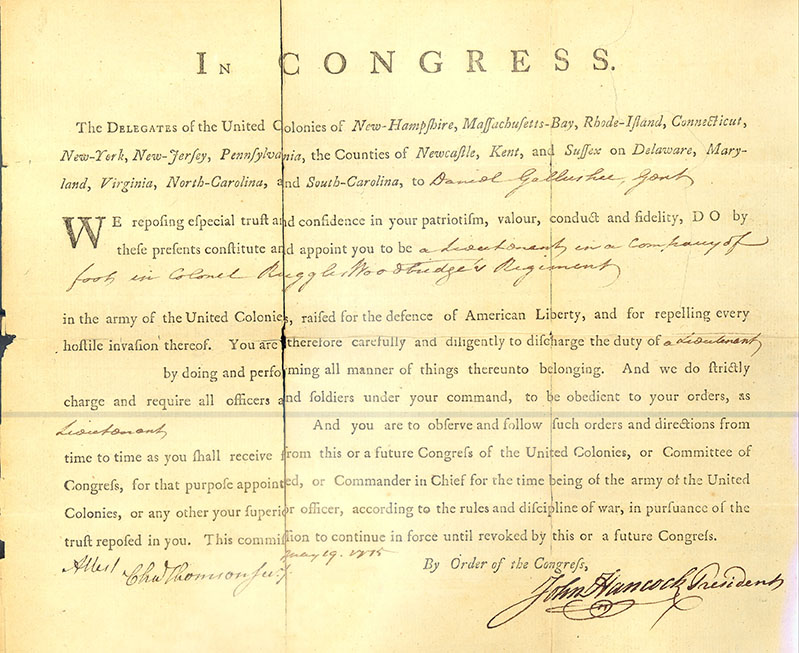 IN CONGRESS.
The DELEGATES of the United Colonies of New-Hampſhire, Maſſachuſetts-Bay, Rhode-Iſland, Connecticut,
New-York, New-Jerſey, Pennſylvania, the Counties of Newcaſtle, Kent, and Suſſex on Delaware, Mary-
land, Virginia, North-Carolina, and South-Carolina, to Daniel Gallushee, Gent
WE repoſing eſpecial truſt and confidence in your patriotiſm, valour, conduct and fidelity, DO by
theſe preſents conſtitute and appoint you to be a Lieutenant in a Company of
foot in Colonel Ruggles Woodbridge's Regiment
in the army of the United Colonies, raiſed for the defence of American Liberty, and for repelling every
hoſtile invaſion thereof. You are therefore carefully and diligently to diſcharge the duty of a Lieutenant
by doing and performing all manner of things thereunto belonging. And we do ſtrictly
charge and require all officers and ſoldiers under your command, to be obedient to your orders, as
Lieutenant And you are to obſerve and follow ſuch orders and directions from
time to time as you ſhall receive from this or a future Congreſs of the United Colonies, or Committee of
Congreſs, for that purpoſe appointed, or Commander in Chief for the time being of the army of the United
Colonies, or any other your ſuperior officer, according to the rules and diſcipline of war, in purſuance of the
truſt repoſed in you. This commiſſion to continue in force until revoked by this or a future Congreſs.
1775
Attest Chas Thomson Secy. By Order of the Congreſs,
John Hancock President